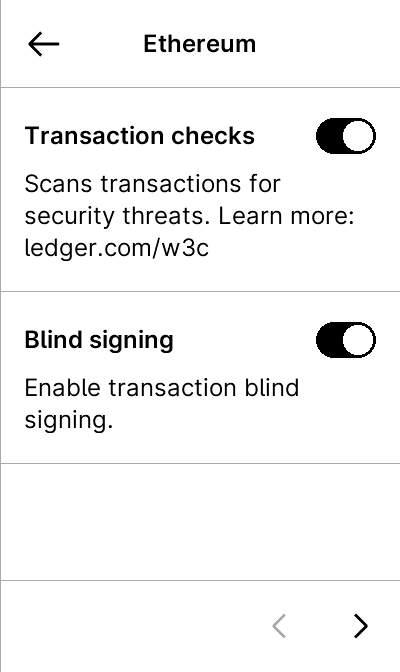 Ethereum
Transaction checks
Scans transactions for
security threats. Learn more:
ledger.com/w3c
Blind signing
Enable transaction blind
signing.